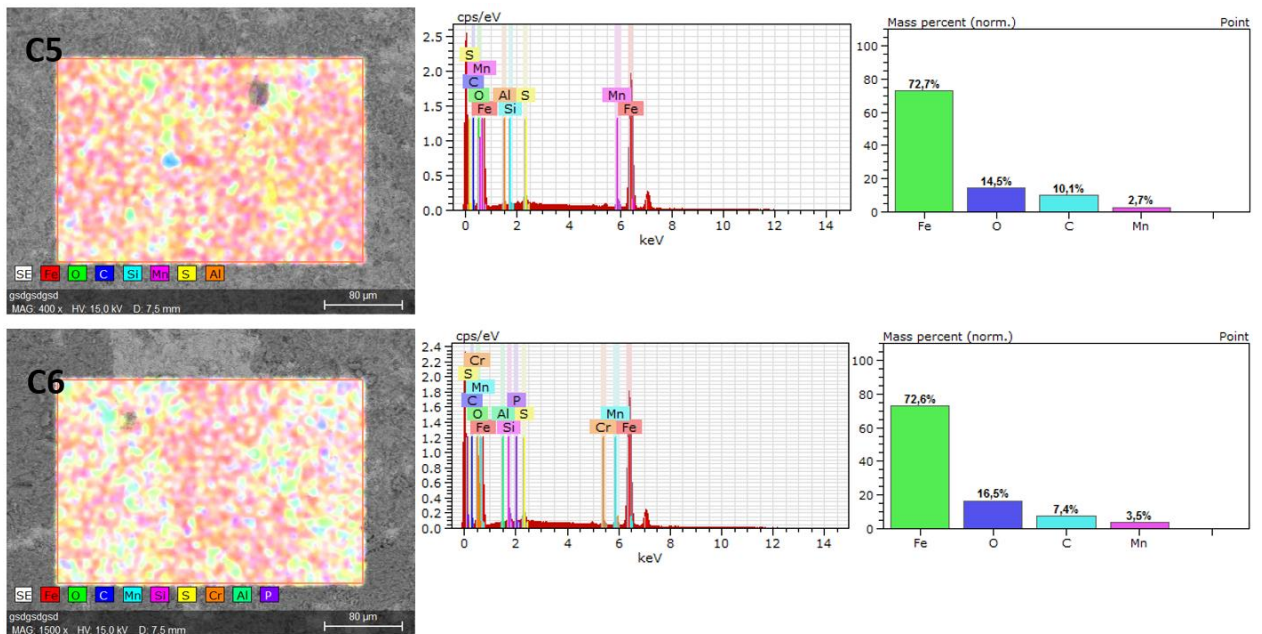 C5
SE Fe O C Si Mn S Al
gsdgsdgsd
MAG: 400 x HV: 15,0 kV D: 7,5 mm
80 µm
cps/eV
2.5
2.0
1.5
1.0
0.5
0.0
S
Mn
C
O Al S Mn
Fe Si Fe
0 2 4 6 8 10 12 14
keV
Mass percent (norm.) Point
100
80
60
40
20
0
72,7%
14,5%
10,1%
2,7%
Fe O C Mn
C6
SE Fe O C Mn Si S Cr Al P
gsdgsdgsd
MAG: 1500 x HV: 15,0 kV D: 7,5 mm
80 µm
cps/eV
2.4
2.2
2.0
1.8
1.6
1.4
1.2
1.0
0.8
0.6
0.4
0.2
0.0
Cr
S
Mn
C P
O Al S Mn
Fe Si Cr Fe
0 2 4 6 8 10 12 14
keV
Mass percent (norm.) Point
100
80
60
40
20
0
72,6%
16,5%
7,4%
3,5%
Fe O C Mn